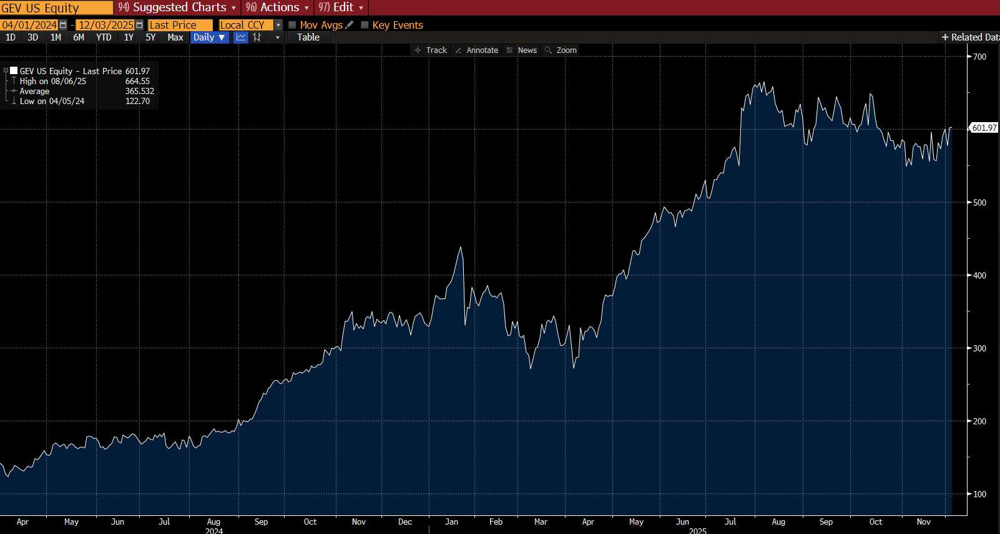 GEV US Equity 94) Suggested Charts 96) Actions 97) Edit
04/01/2024 - 12/03/2025 Last Price Local CCY Mov Avgs Key Events
1D 3D 1M 6M YTD 1Y 5Y Max Daily ▼ Table + Related Data
Track Annotate News Zoom
GEV US Equity - Last Price 601.97
High on 08/06/25 664.55
Average 365.532
Low on 04/05/24 122.70
700
601.97
500
400
300
200
100
Apr May Jun Jul Aug Sep Oct Nov Dec Jan Feb Mar Apr May Jun Jul Aug Sep Oct Nov
2024 2025